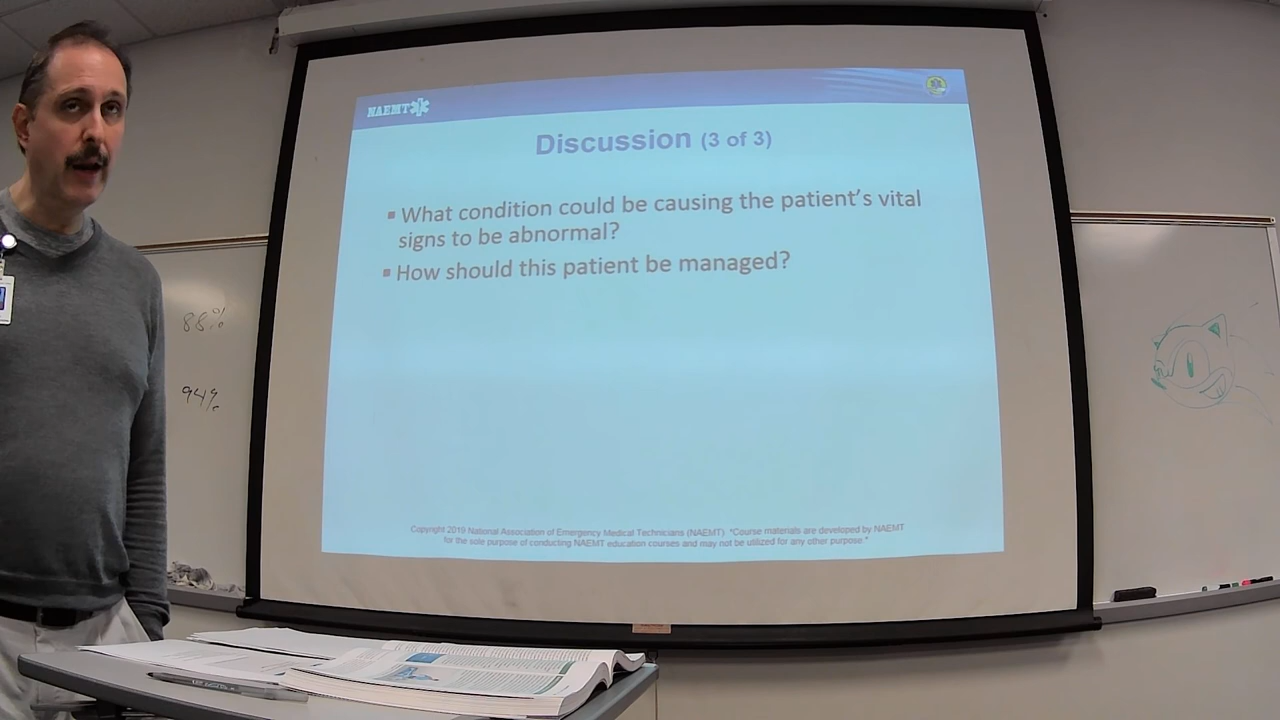 NAEMT
Discussion (3 of 3)
▪ What condition could be causing the patient's vital
signs to be abnormal?
▪ How should this patient be managed?
Copyright 2019 National Association of Emergency Medical Technicians (NAEMT) "Course materials are developed by NAEMT
for the sole purpose of conducting NAEMT education courses and may not be utilized for any other purpose."
88%
94%